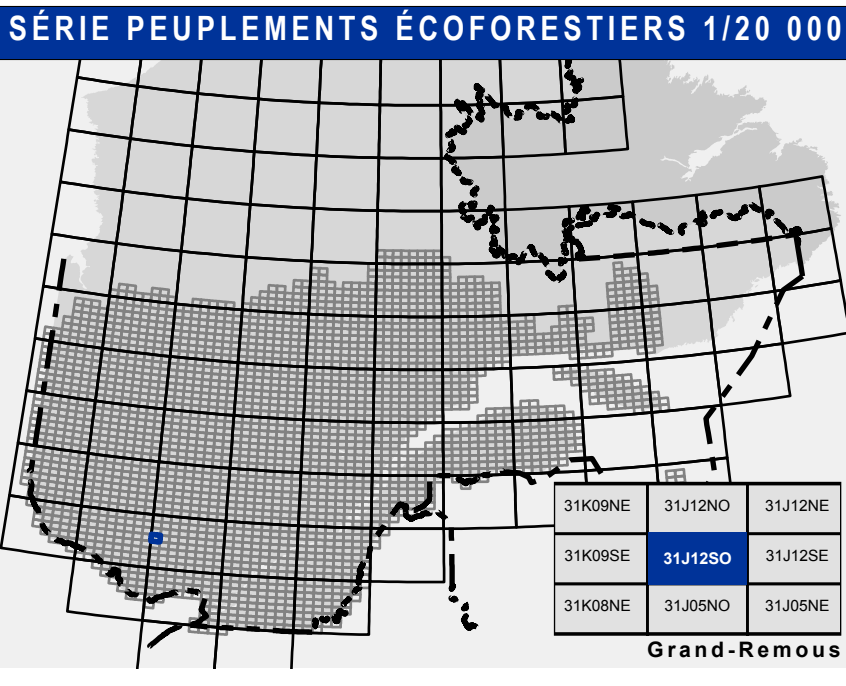 SÉRIE PEUPLEMENTS ÉCOFORESTIERS 1/20 000
31K09NE 31J12NO 31J12NE
31K09SE 31J12SO 31J12SE
31K08NE 31J05NO 31J05NE
Grand-Remous